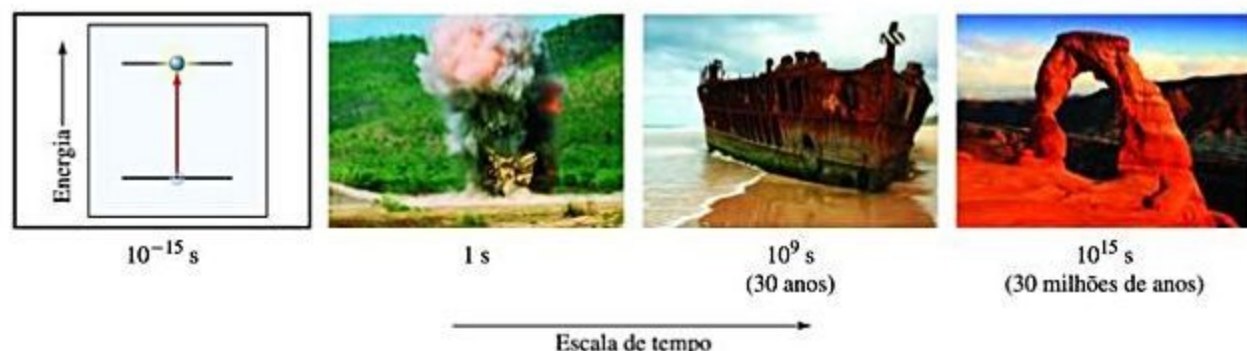 Energia
10⁻¹⁵ s
1 s
10⁹ s
(30 anos)
10¹⁵ s
(30 milhões de anos)
Escala de tempo